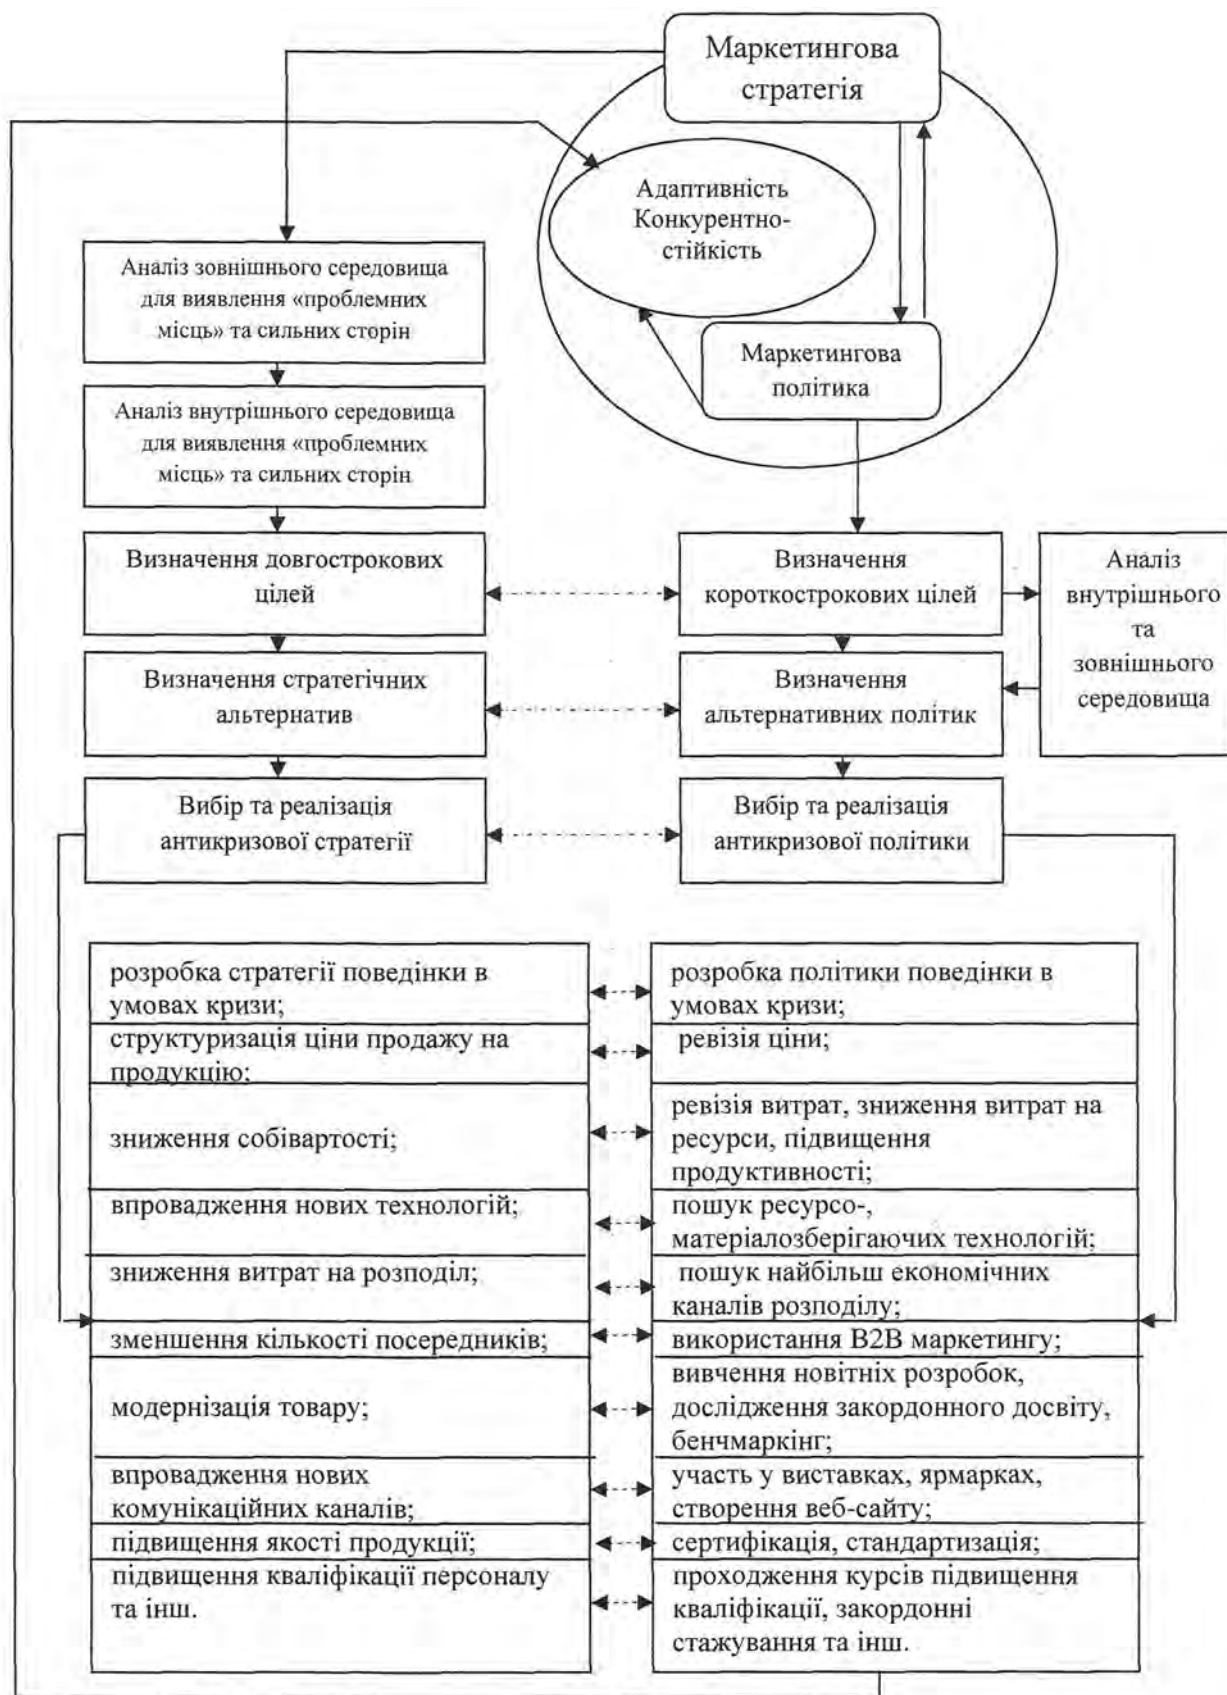 Маркетингова
стратегія
Адаптивність
Конкурентно-
стійкість
Маркетингова
політика
Аналіз зовнішнього середовища
для виявлення «проблемних
місць» та сильних сторін
Аналіз внутрішнього середовища
для виявлення «проблемних
місць» та сильних сторін
Визначення довгострокових
цілей
Визначення
короткострокових цілей
Аналіз
внутрішнього
та
зовнішнього
середовища
Визначення стратегічних
альтернатив
Визначення
альтернативних політик
Вибір та реалізація
антикризової стратегії
Вибір та реалізація
антикризової політики
розробка стратегії поведінки в
умовах кризи;
розробка політики поведінки в
умовах кризи;
структуризація ціни продажу на
продукцію;
ревізія ціни;
зниження собівартості;
ревізія витрат, зниження витрат на
ресурси, підвищення
продуктивності;
впровадження нових технологій;
пошук ресурсо-,
матеріалозберігаючих технологій;
зниження витрат на розподіл;
пошук найбільш економічних
каналів розподілу;
зменшення кількості посередників;
використання B2B маркетингу;
модернізація товару;
вивчення новітніх розробок,
дослідження закордонного досвіту,
бенчмаркінг;
впровадження нових
комунікаційних каналів;
участь у виставках, ярмарках,
створення веб-сайту;
підвищення якості продукції;
сертифікація, стандартизація;
підвищення кваліфікації персоналу
та інш.
проходження курсів підвищення
кваліфікації, закордонні
стажування та інш.